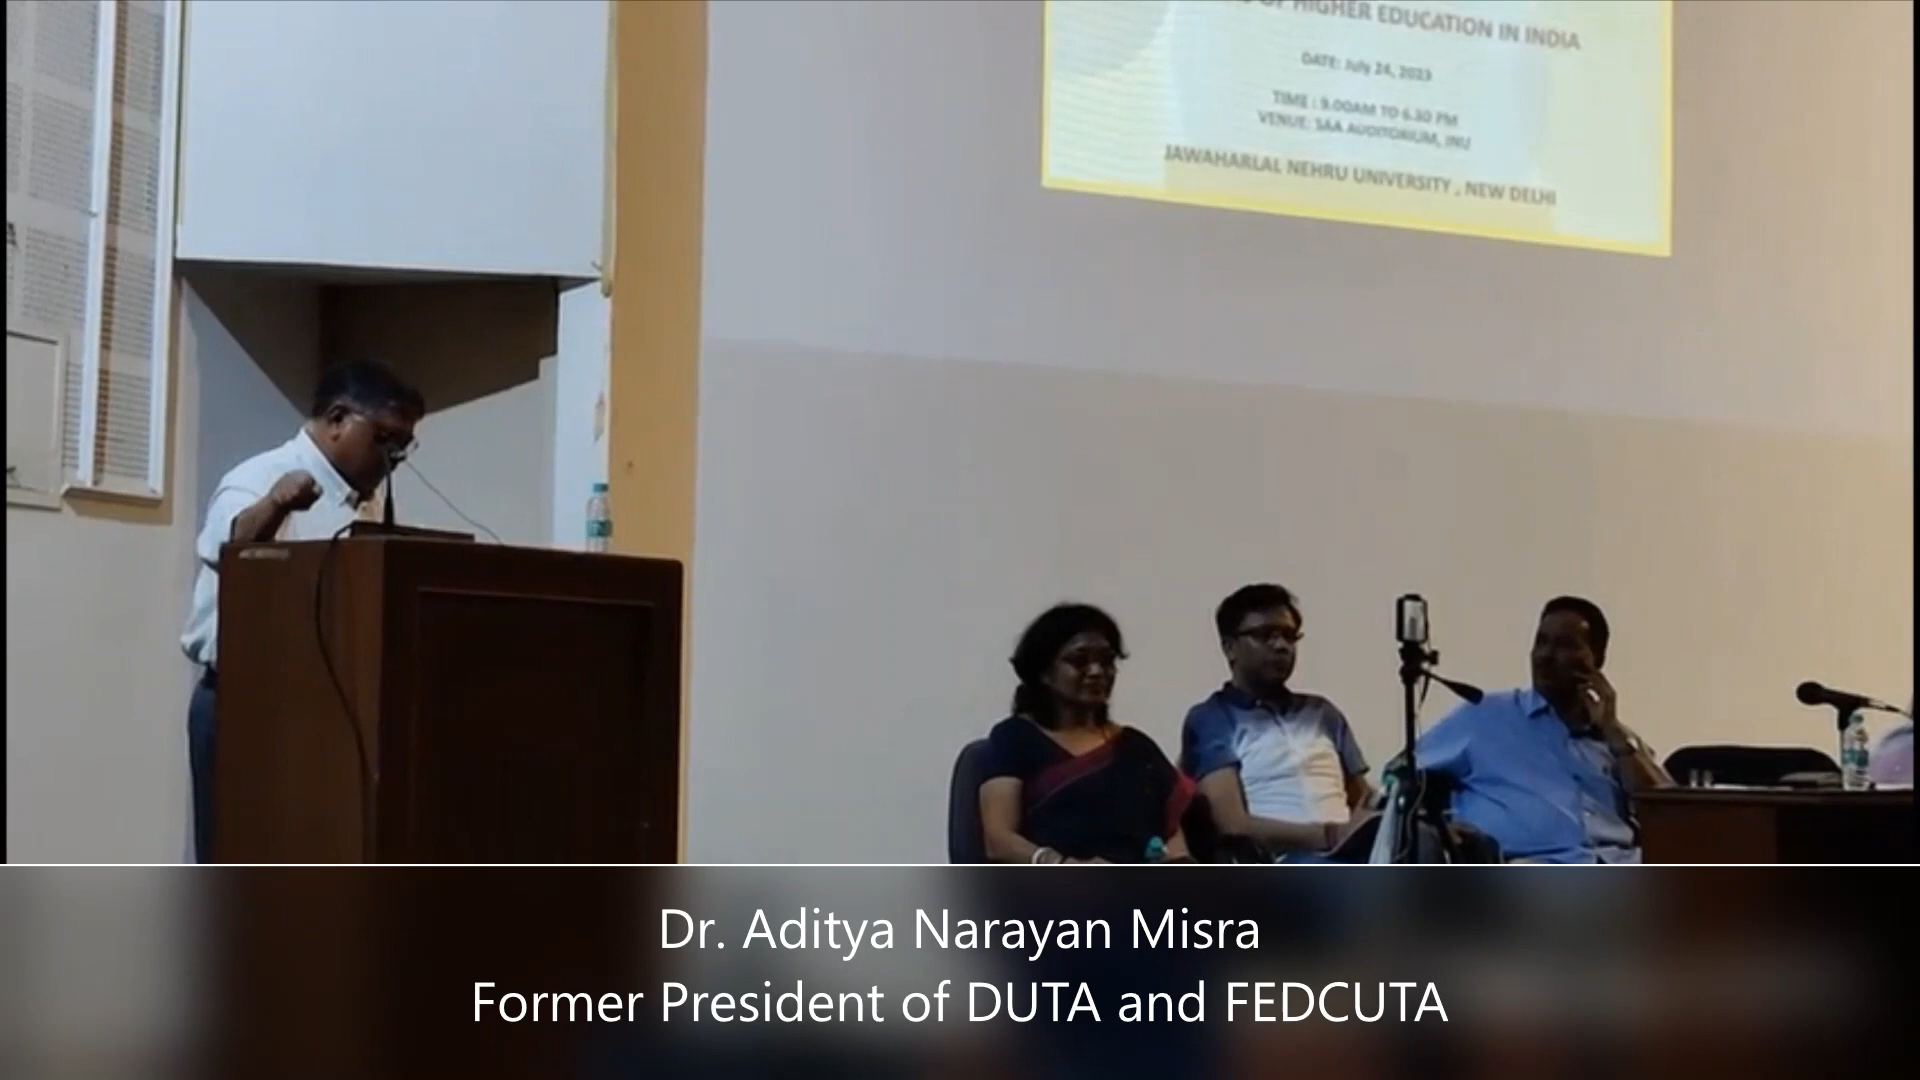 OF HIGHER EDUCATION IN INDIA
DATE: July 24, 2023
TIME : 9.00AM TO 6.30 PM
VENUE: SAA AUDITORIUM, JNU
JAWAHARLAL NEHRU UNIVERSITY , NEW DELHI
Dr. Aditya Narayan Misra
Former President of DUTA and FEDCUTA